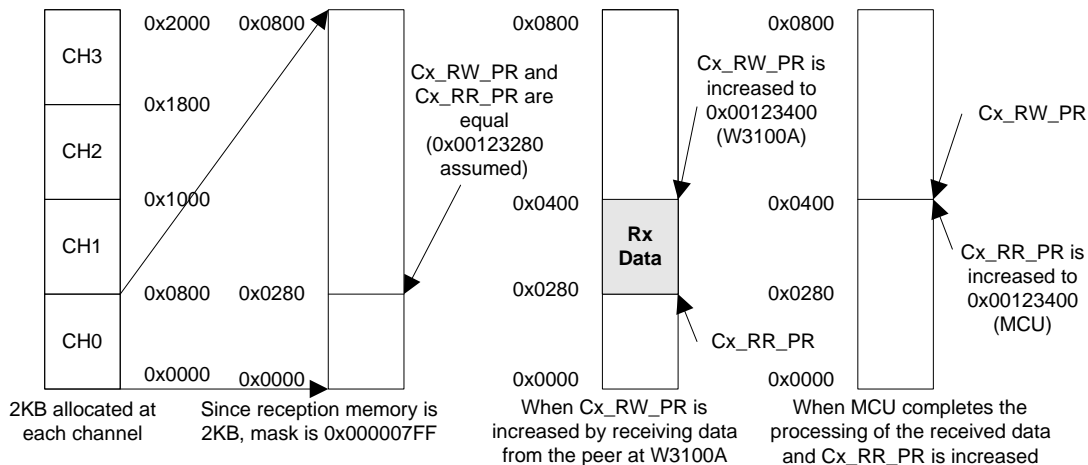 CH3
CH2
CH1
CH0
0x2000
0x1800
0x1000
0x0800
0x0000
2KB allocated at
each channel
0x0800
0x0280
0x0000
Cx_RW_PR and
Cx_RR_PR are
equal
(0x00123280
assumed)
Since reception memory is
2KB, mask is 0x000007FF
0x0800
0x0400
0x0280
0x0000
Rx
Data
Cx_RW_PR is
increased to
0x00123400
(W3100A)
Cx_RR_PR
When Cx_RW_PR is
increased by receiving data
from the peer at W3100A
0x0800
0x0400
0x0280
0x0000
Cx_RW_PR
Cx_RR_PR is
increased to
0x00123400
(MCU)
When MCU completes the
processing of the received data
and Cx_RR_PR is increased